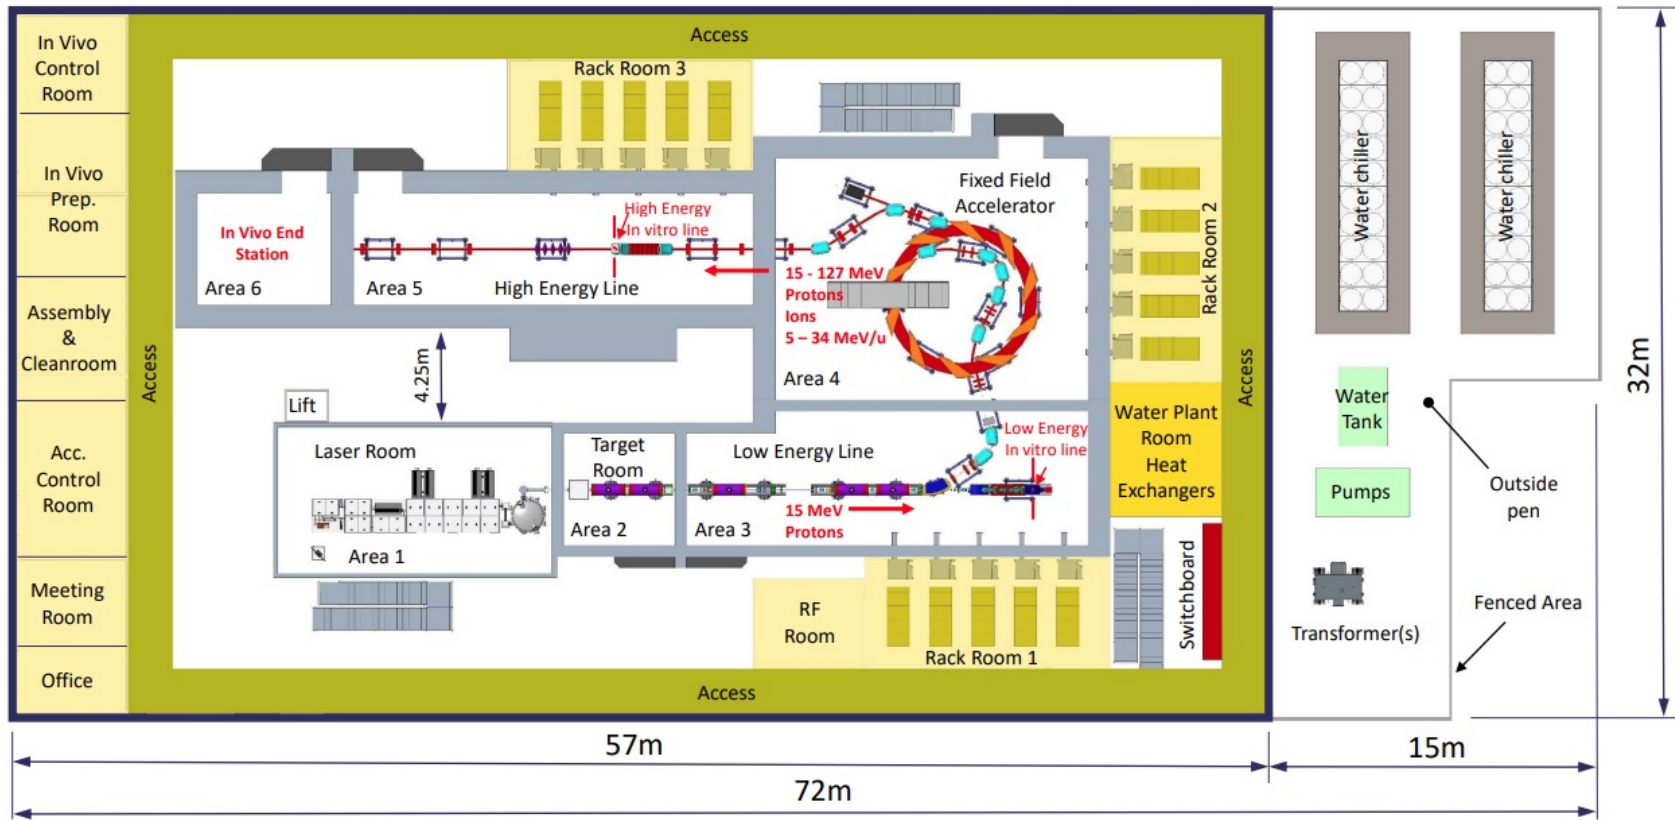 In Vivo
Control
Room
In Vivo
Prep.
Room
Assembly
&
Cleanroom
Acc.
Control
Room
Meeting
Room
Office
Access
Access
Access
Access
Rack Room 3
In Vivo End
Station
Area 6
Area 5
High Energy Line
High Energy
In vitro line
15 - 127 MeV
Protons
Ions
5 – 34 MeV/u
Fixed Field
Accelerator
Area 4
Rack Room 2
4.25m
Lift
Laser Room
Area 1
Target
Room
Area 2
Low Energy Line
Area 3
15 MeV
Protons
Low Energy
In vitro line
Water Plant
Room
Heat
Exchangers
RF
Room
Rack Room 1
Switchboard
Water chiller
Water chiller
Water
Tank
Pumps
Outside
pen
Transformer(s)
Fenced Area
32m
57m
15m
72m